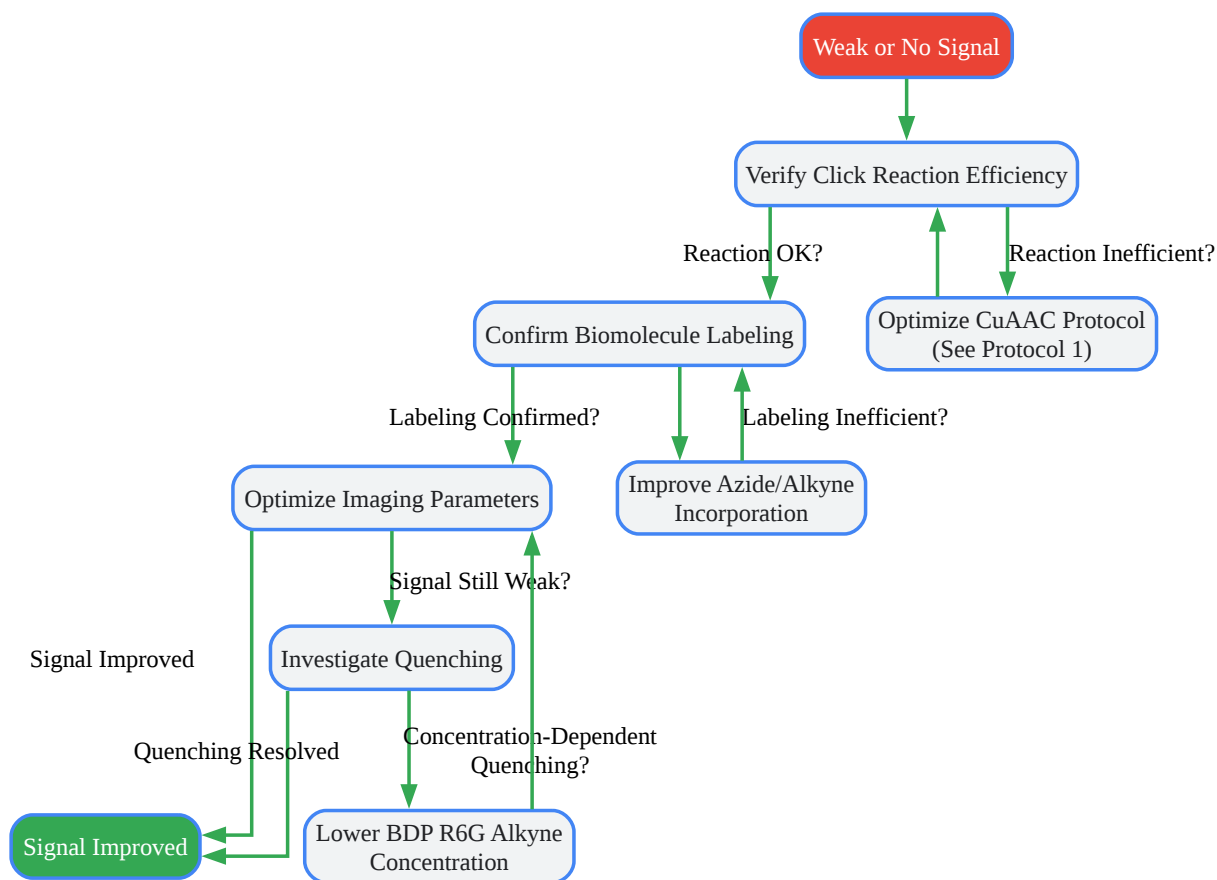 Weak or No Signal
Verify Click Reaction Efficiency
Reaction OK?
Reaction Inefficient?
Confirm Biomolecule Labeling
Optimize CuAAC Protocol
(See Protocol 1)
Labeling Confirmed?
Labeling Inefficient?
Optimize Imaging Parameters
Improve Azide/Alkyne
Incorporation
Signal Still Weak?
Signal Improved
Investigate Quenching
Quenching Resolved
Concentration-Dependent
Quenching?
Signal Improved
Lower BDP R6G Alkyne
Concentration